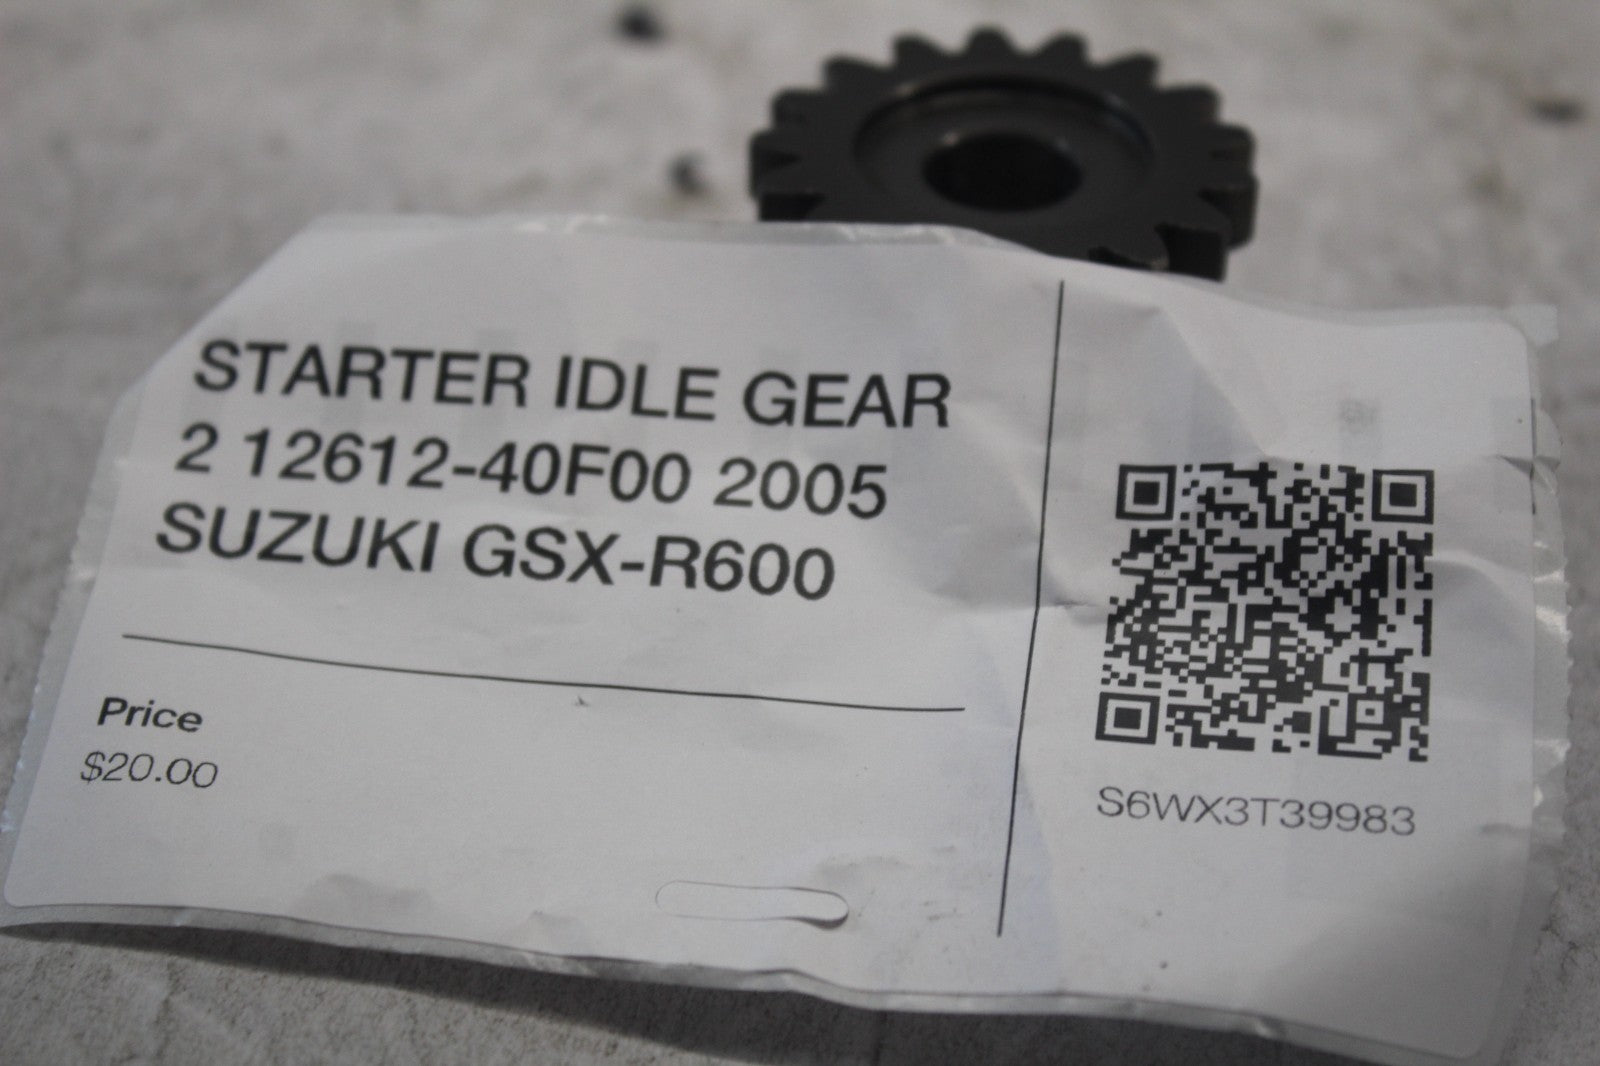 STARTER IDLE GEAR
2 12612-40F00 2005
SUZUKI GSX-R600
Price
$20.00
S6WX3T39983